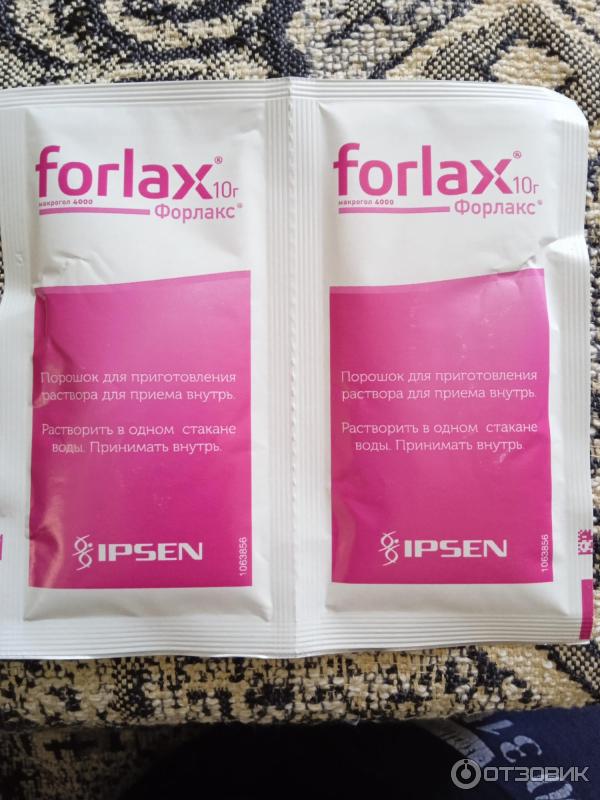 forlax® 10г
макрогол 4000
Форлакс®
Порошок для приготовления
раствора для приема внутрь.
Растворить в одном стакане
воды. Принимать внутрь.
IPSEN
1063856
forlax® 10г
макрогол 4000
Форлакс®
Порошок для приготовления
раствора для приема внутрь.
Растворить в одном стакане
воды. Принимать внутрь.
IPSEN
1063856
ОТЗОВИК